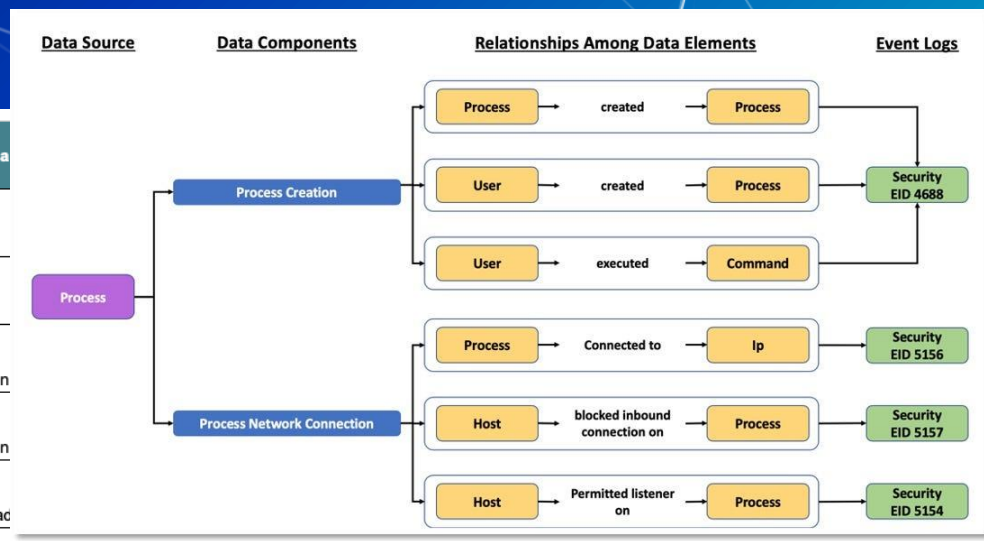 Data Source Data Components Relationships Among Data Elements Event Logs
Process created Process
Process Creation User created Process Security
EID 4688
User executed Command
Process
Process Connected to Ip Security
EID 5156
Process Network Connection Host blocked inbound
connection on Process Security
EID 5157
Host Permitted listener
on Process Security
EID 5154